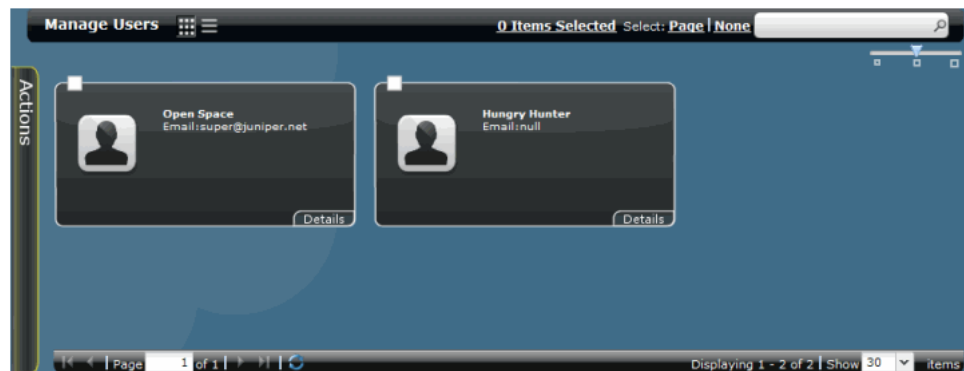 Manage Users
0 Items Selected Select: Page | None
Actions
Open Space
Email:super@juniper.net
Details
Hungry Hunter
Email:null
Details
Page 1 of 1
Displaying 1 - 2 of 2 Show 30 items